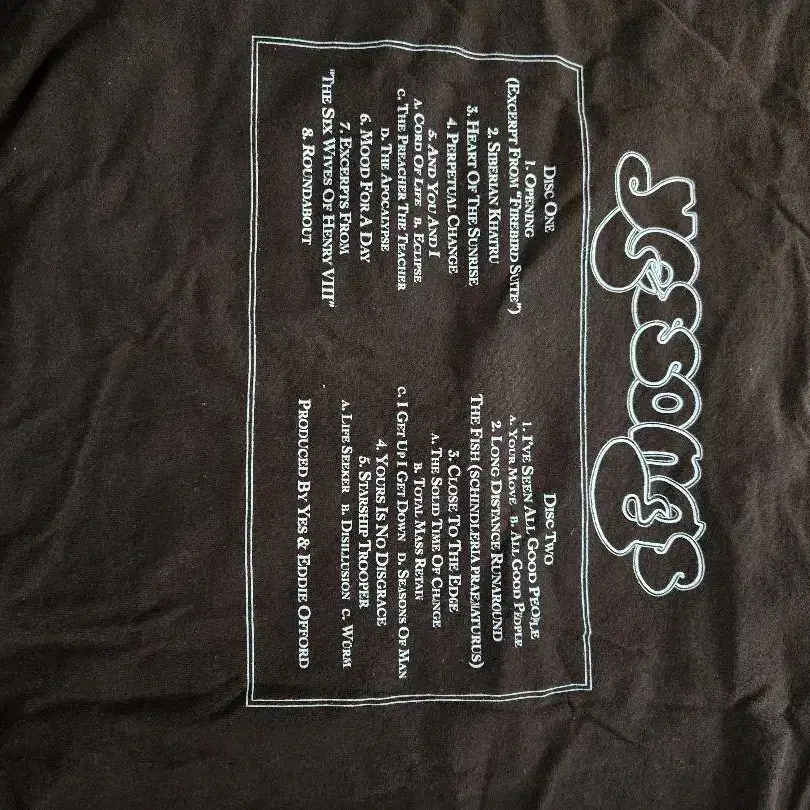 Yessongs
Disc One
1. Opening
(Excerpt From "Firebird Suite")
2. Siberian Khatru
3. Heart Of The Sunrise
4. Perpetual Change
5. And You And I
A. Cord Of Life B. Eclipse
C. The Preacher The Teacher
D. The Apocalypse
6. Mood For A Day
7. Excerpts From
"The Six Wives Of Henry VIII"
8. Roundabout
Disc Two
1. I've Seen All Good People
A. Your Move B. All Good People
2. Long Distance Runaround
The Fish (Schindleria Praematurus)
3. Close To The Edge
A. The Solid Time Of Change
B. Total Mass Retain
C. I Get Up I Get Down D. Seasons Of Man
4. Yours Is No Disgrace
5. Starship Trooper
A. Life Seeker B. Disillusion C. Würm
Produced By Yes & Eddie Offord